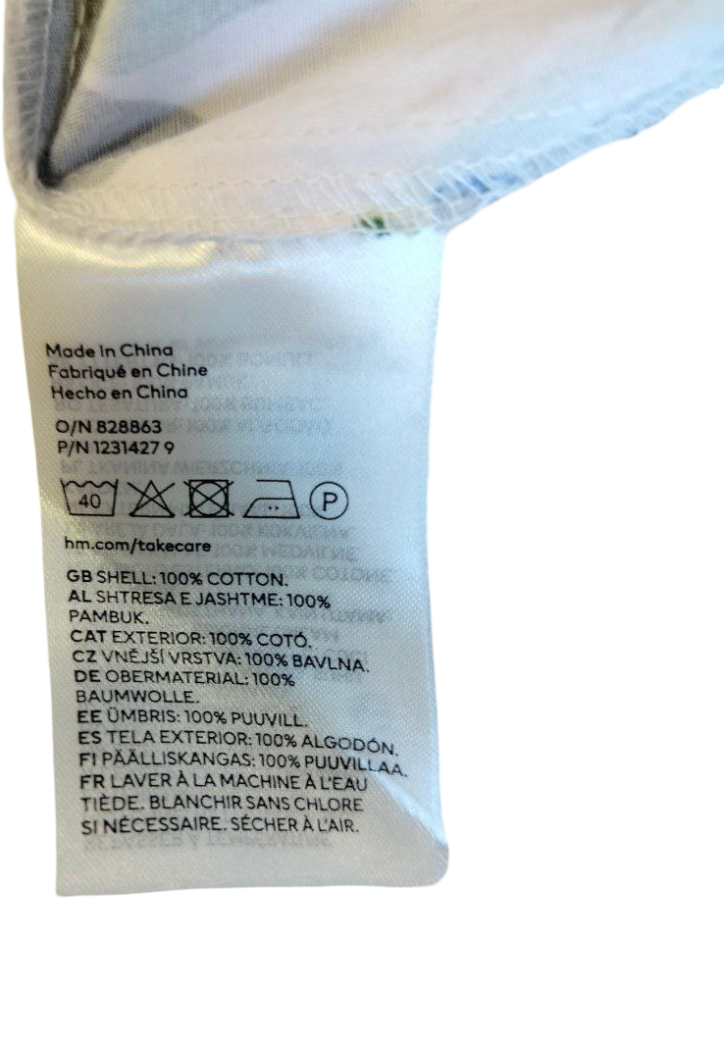 Made in China
Fabriqué en Chine
Hecho en China
O/N 828863
P/N 1231427 9
40
P
hm.com/takecare
GB SHELL: 100% COTTON.
AL SHTRESA E JASHTME: 100%
PAMBUK.
CAT EXTERIOR: 100% COTÓ.
CZ VNĚJŠÍ VRSTVA: 100% BAVLNA.
DE OBERMATERIAL: 100%
BAUMWOLLE.
EE ÜMBRIS: 100% PUUVILL.
ES TELA EXTERIOR: 100% ALGODÓN.
FI PÄÄLLISKANGAS: 100% PUUVILLAA.
FR LAVER À LA MACHINE À L'EAU
TIÈDE. BLANCHIR SANS CHLORE
SI NÉCESSAIRE. SÉCHER À L'AIR.